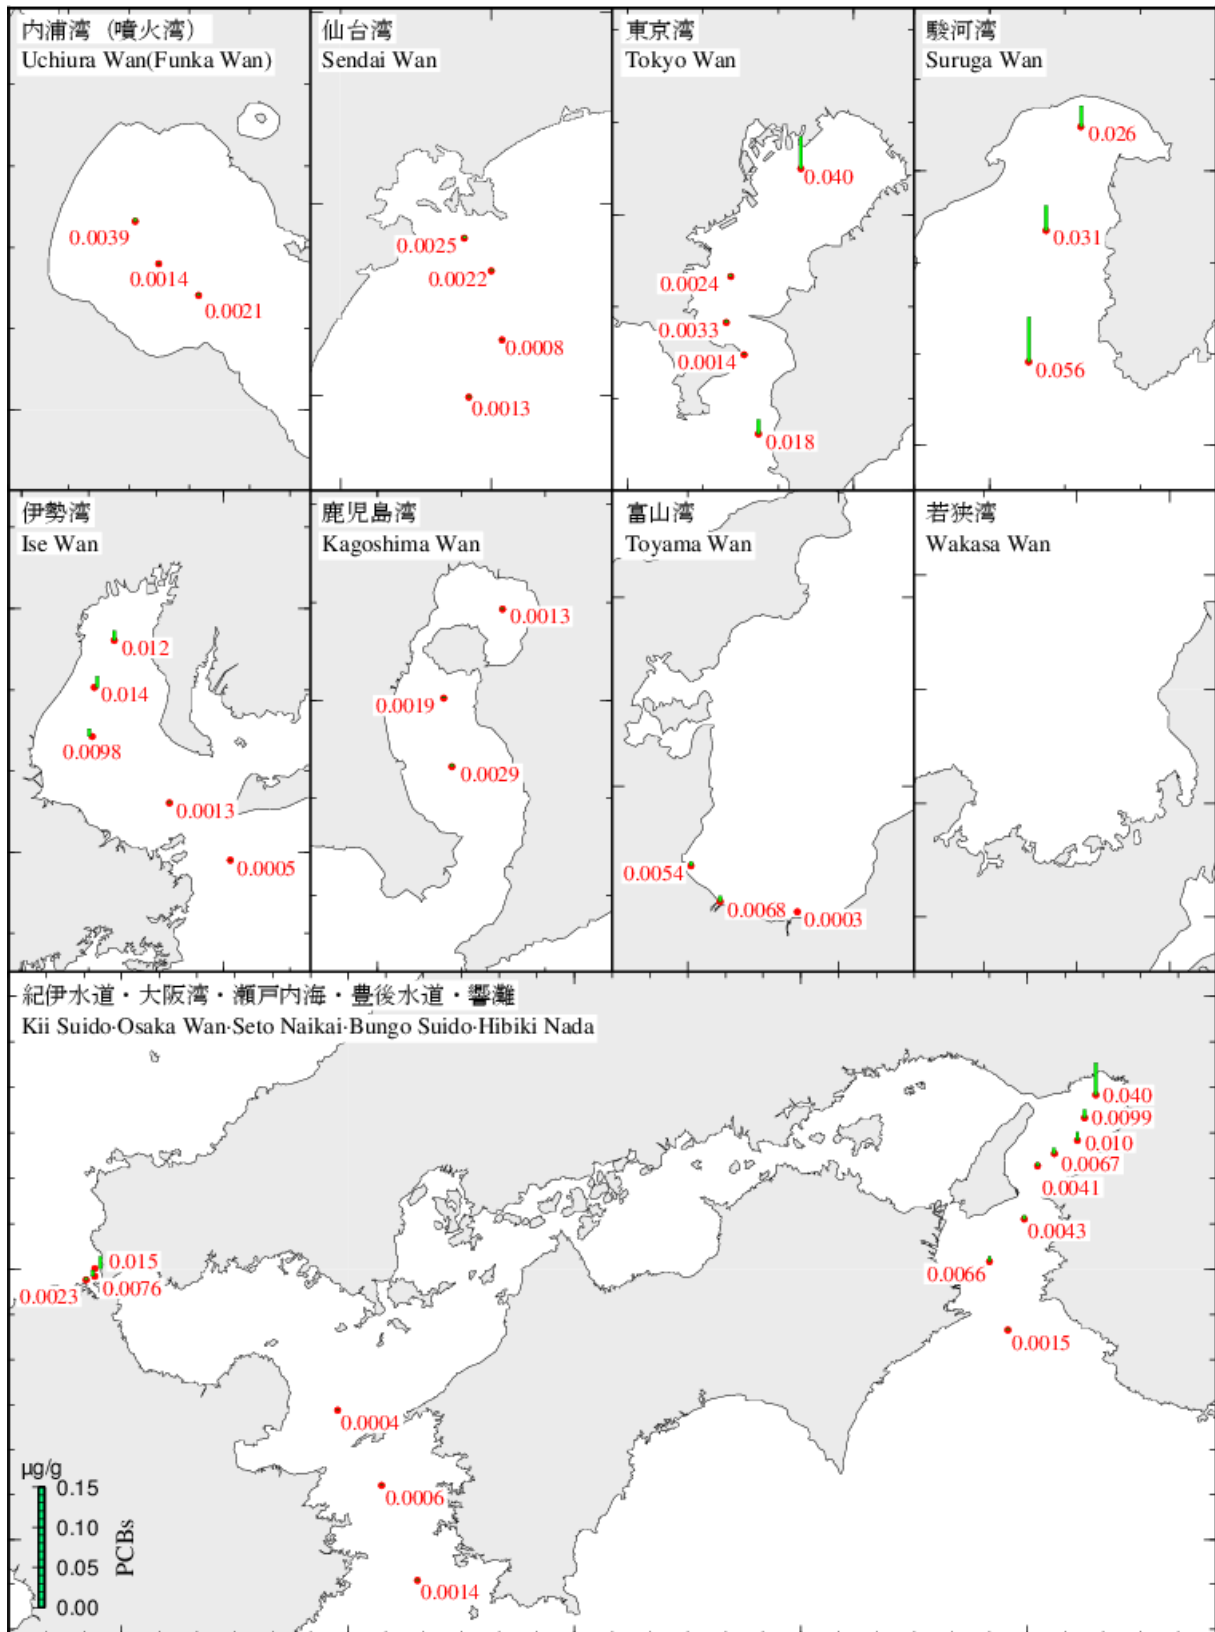 内浦湾（噴火湾）
Uchiura Wan(Funka Wan)
0.0039
0.0014
0.0021
仙台湾
Sendai Wan
0.0025
0.0022
0.0008
0.0013
東京湾
Tokyo Wan
0.040
0.0024
0.0033
0.0014
0.018
駿河湾
Suruga Wan
0.026
0.031
0.056
伊勢湾
Ise Wan
0.012
0.014
0.0098
0.0013
0.0005
鹿児島湾
Kagoshima Wan
0.0013
0.0019
0.0029
富山湾
Toyama Wan
0.0054
0.0068
0.0003
若狭湾
Wakasa Wan
紀伊水道・大阪湾・瀬戸内海・豊後水道・響灘
Kii Suido·Osaka Wan·Seto Naikai·Bungo Suido·Hibiki Nada
0.040
0.0099
0.010
0.0067
0.0041
0.0043
0.0066
0.0015
0.015
0.0076
0.0023
0.0004
0.0006
0.0014
µg/g
0.15
0.10
0.05
0.00
PCBs